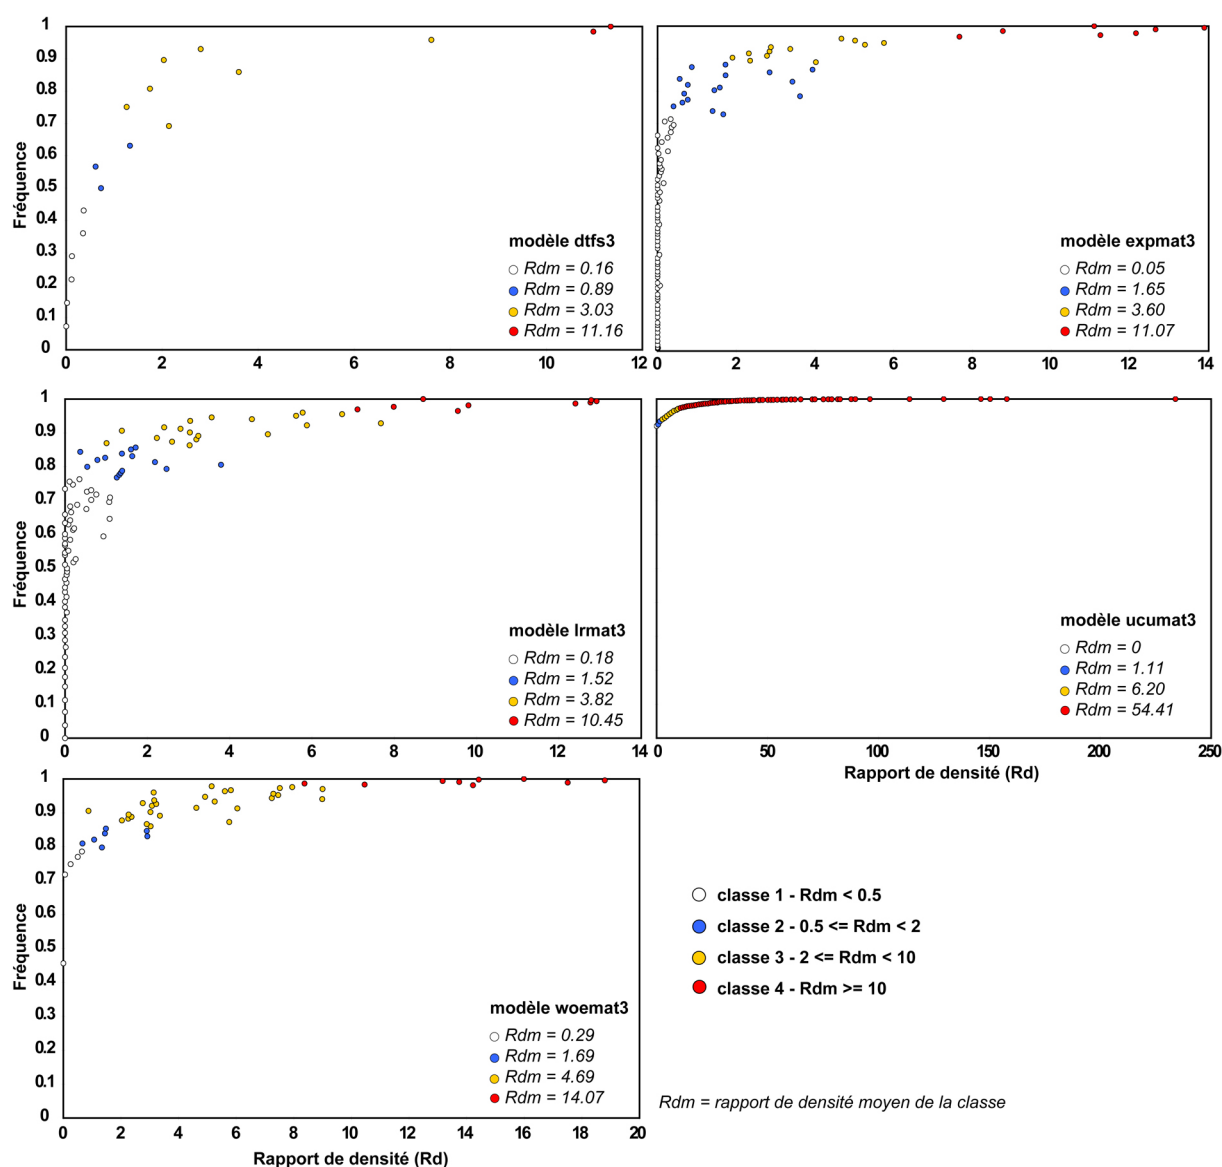 1
0.9
0.8
0.7
0.6
0.5
0.4
0.3
0.2
0.1
0
Fréquence
0 2 4 6 8 10 12
modèle dtfs3
Rdm = 0.16
Rdm = 0.89
Rdm = 3.03
Rdm = 11.16
2 4 6 8 10 12 14
modèle expmat3
Rdm = 0.05
Rdm = 1.65
Rdm = 3.60
Rdm = 11.07
1
0.9
0.8
0.7
0.6
0.5
0.4
0.3
0.2
0.1
0
Fréquence
0 2 4 6 8 10 12 14
modèle lrmat3
Rdm = 0.18
Rdm = 1.52
Rdm = 3.82
Rdm = 10.45
50 100 150 200 250
Rapport de densité (Rd)
modèle ucumat3
Rdm = 0
Rdm = 1.11
Rdm = 6.20
Rdm = 54.41
1
0.9
0.8
0.7
0.6
0.5
0.4
0.3
0.2
0.1
0
Fréquence
0 2 4 6 8 10 12 14 16 18 20
Rapport de densité (Rd)
modèle woemat3
Rdm = 0.29
Rdm = 1.69
Rdm = 4.69
Rdm = 14.07
classe 1 - Rdm < 0.5
classe 2 - 0.5 <= Rdm < 2
classe 3 - 2 <= Rdm < 10
classe 4 - Rdm >= 10
Rdm = rapport de densité moyen de la classe